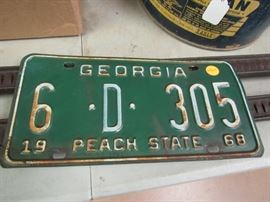 GEORGIA
6 · D · 305
19 PEACH STATE 68